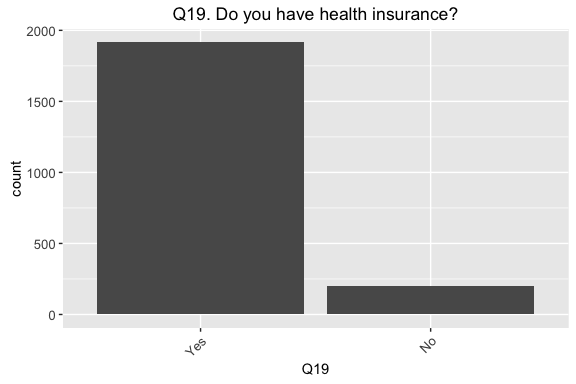 Q19. Do you have health insurance?
2000
1500
1000
500
0
count
Yes
No
Q19